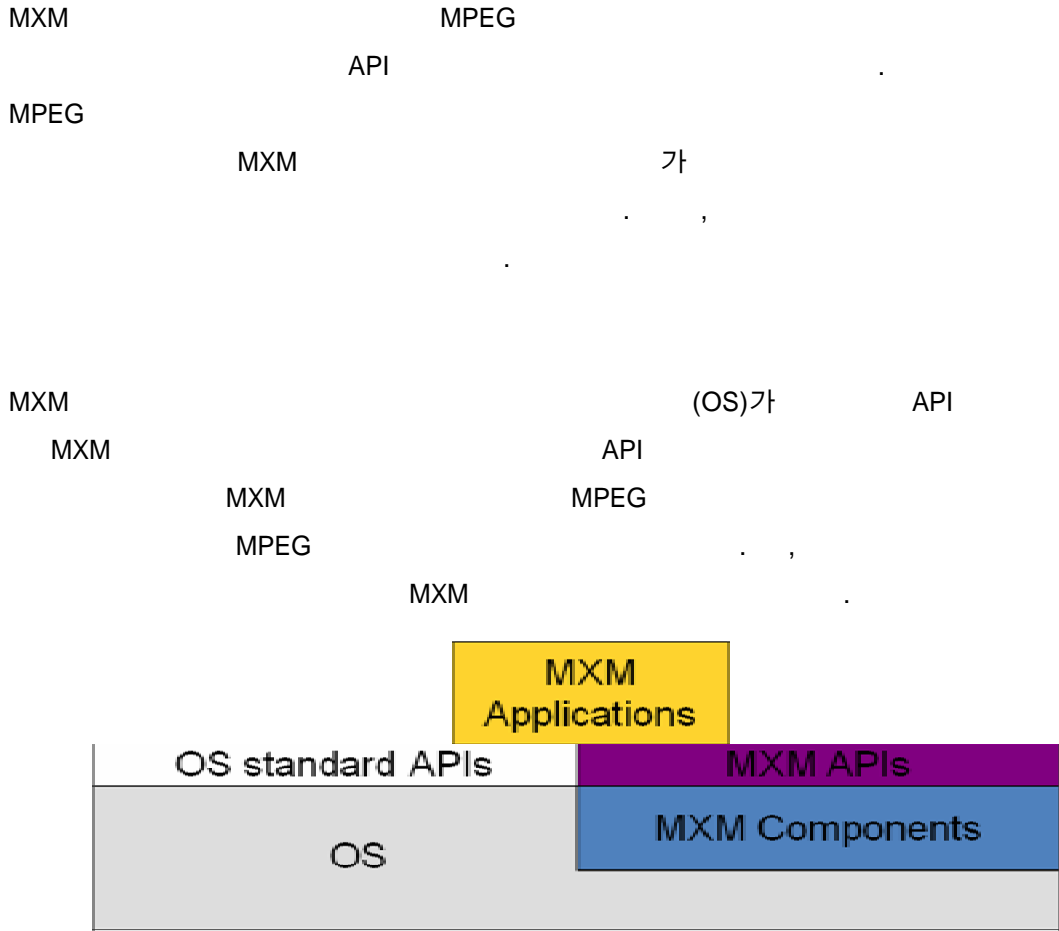 MXM MPEG
API .
MPEG
MXM 가
. ,
.
MXM (OS)가 API
MXM API
MXM MPEG
MPEG . ,
MXM .
MXM
Applications
OS standard APIs MXM APIs
MXM Components
OS